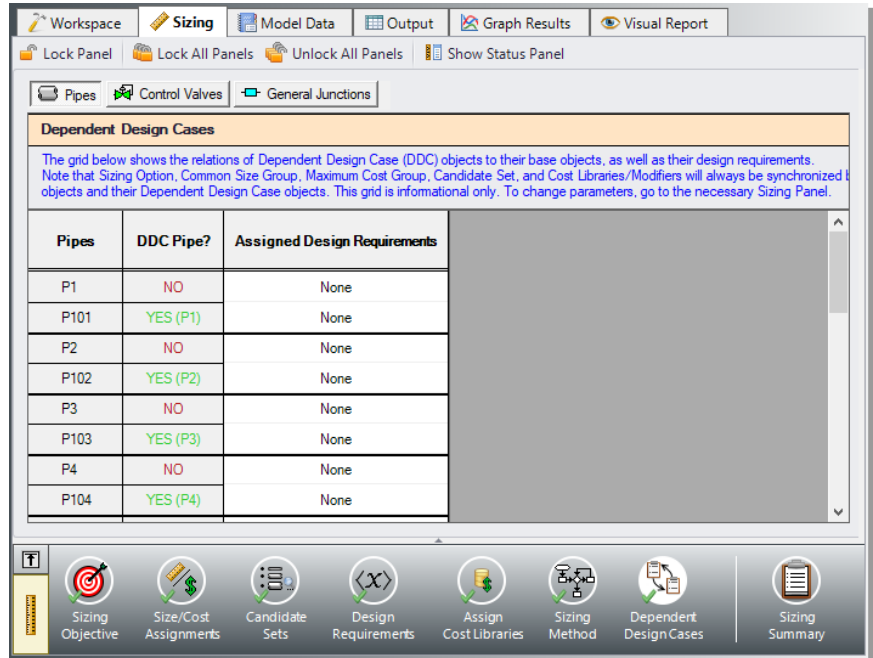 Workspace Sizing Model Data Output Graph Results Visual Report
Lock Panel Lock All Panels Unlock All Panels Show Status Panel
Pipes Control Valves General Junctions
Dependent Design Cases
The grid below shows the relations of Dependent Design Case (DDC) objects to their base objects, as well as their design requirements.
Note that Sizing Option, Common Size Group, Maximum Cost Group, Candidate Set, and Cost Libraries/Modifiers will always be synchronized
objects and their Dependent Design Case objects. This grid is informational only. To change parameters, go to the necessary Sizing Panel.
Pipes DDC Pipe? Assigned Design Requirements
P1 NO None
P101 YES (P1) None
P2 NO None
P102 YES (P2) None
P3 NO None
P103 YES (P3) None
P4 NO None
P104 YES (P4) None
Sizing Size/Cost Candidate Design Assign Sizing Dependent Sizing
Objective Assignments Sets Requirements Cost Libraries Method Design Cases Summary